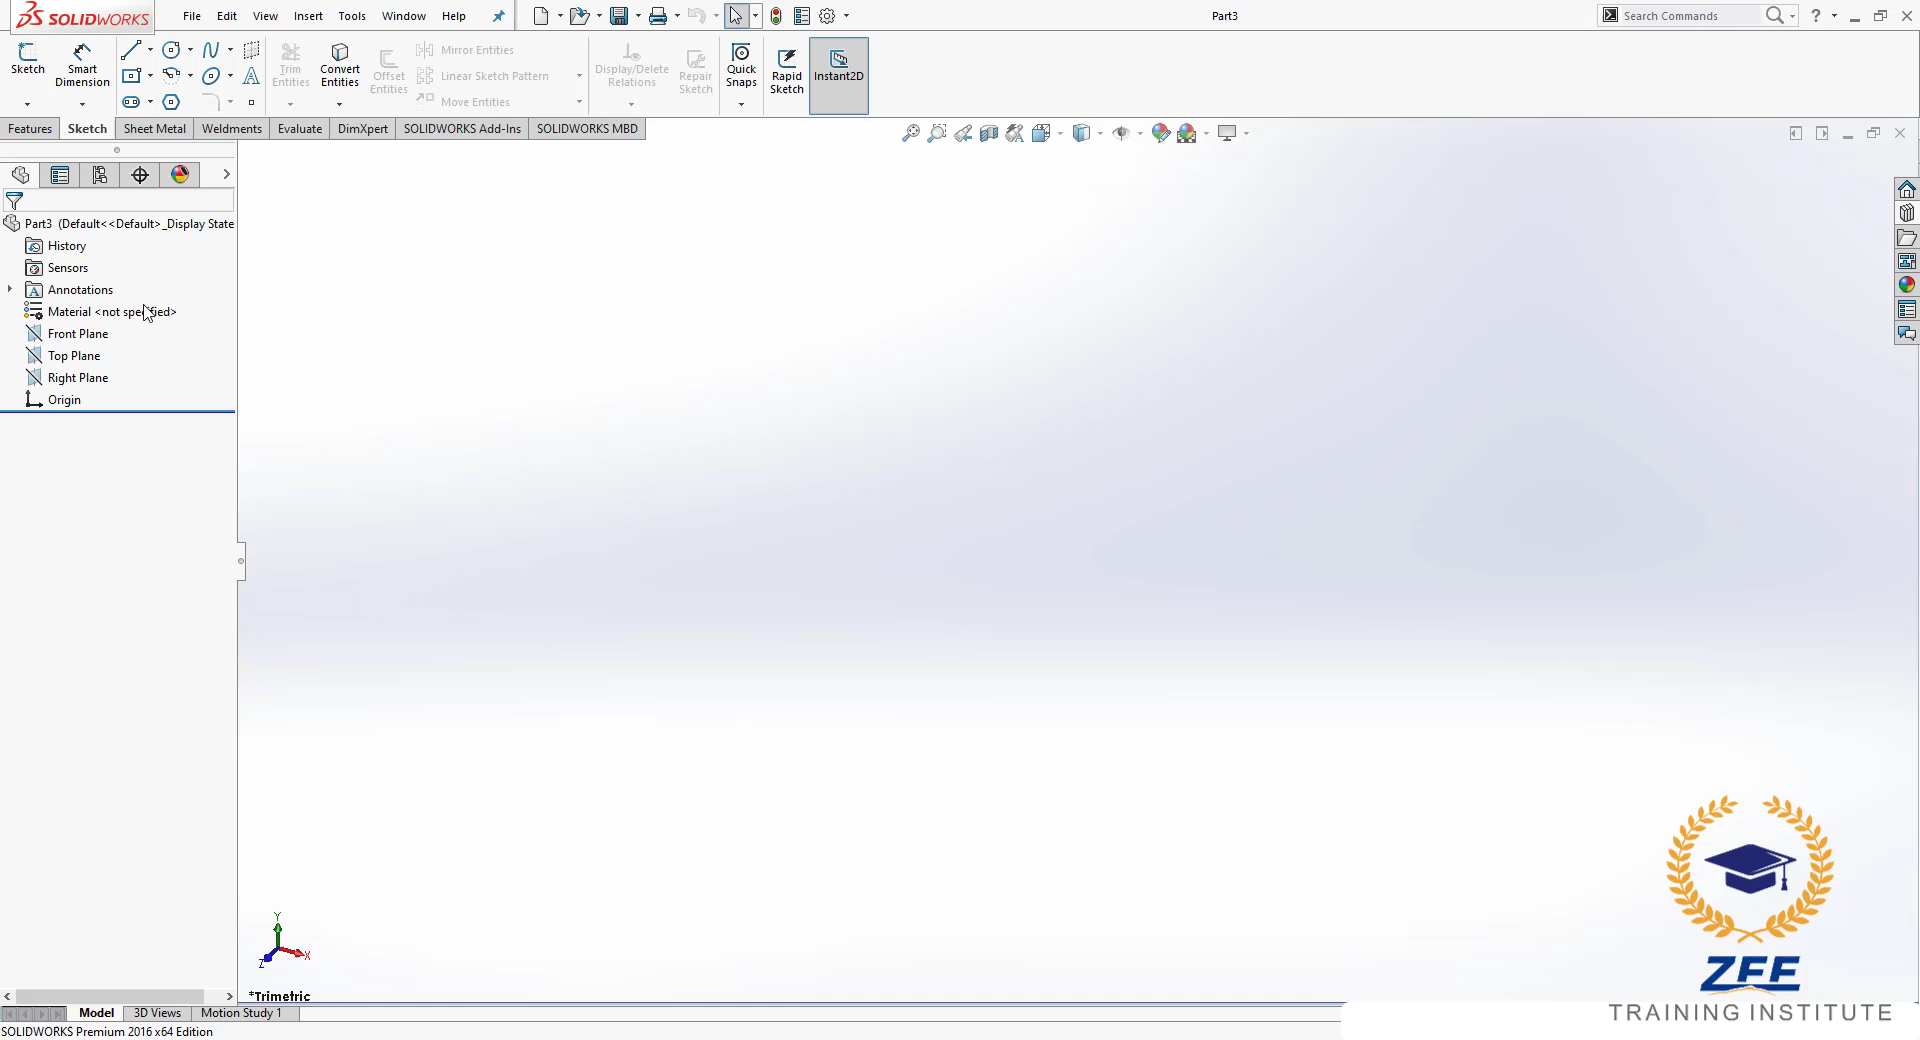 SOLIDWORKS File Edit View Insert Tools Window Help Part3 Search Commands ?
Sketch Smart Dimension Trim Entities Convert Entities Offset Entities Mirror Entities Linear Sketch Pattern Move Entities Display/Delete Relations Repair Sketch Quick Snaps Rapid Sketch Instant2D
Features Sketch Sheet Metal Weldments Evaluate DimXpert SOLIDWORKS Add-Ins SOLIDWORKS MBD
Part3 (Default<<Default>_Display State
History
Sensors
Annotations
Material <not specified>
Front Plane
Top Plane
Right Plane
Origin
Y
X
Z
*Trimetric
Model 3D Views Motion Study 1
SOLIDWORKS Premium 2016 x64 Edition
ZFE
TRAINING INSTITUTE